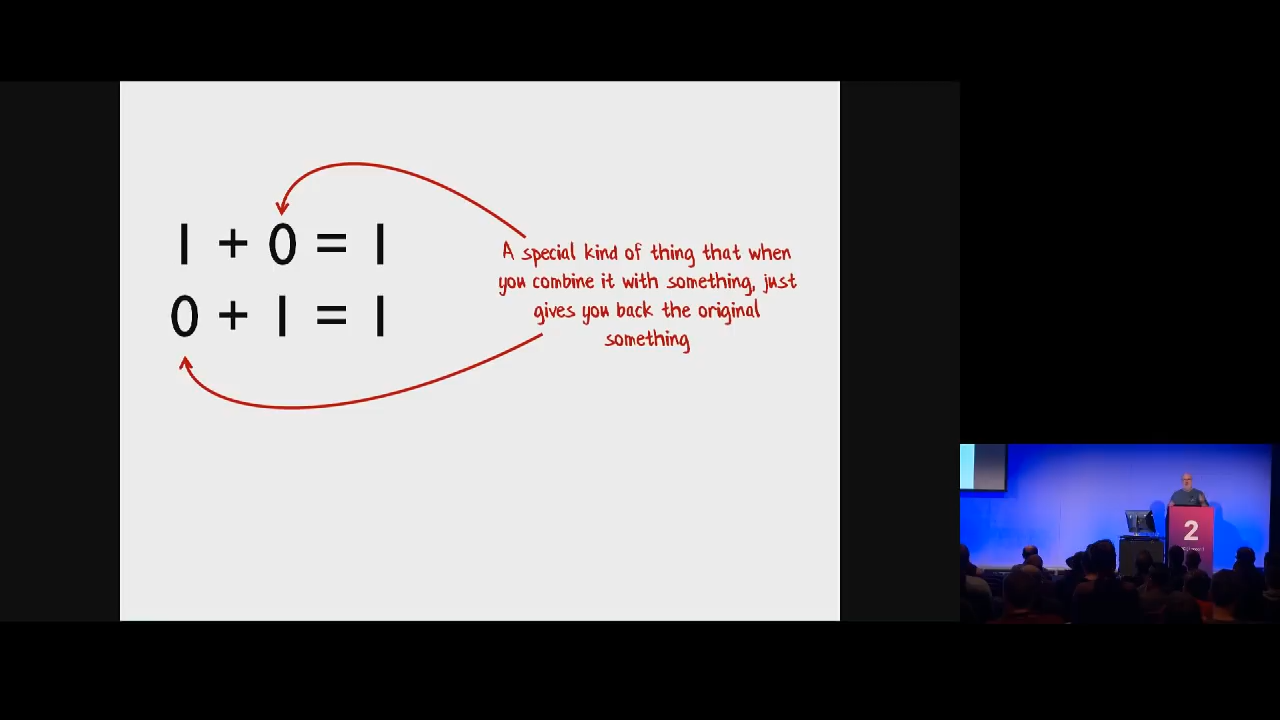 1 + 0 = 1
0 + 1 = 1
A special kind of thing that when
you combine it with something, just
gives you back the original
something
2